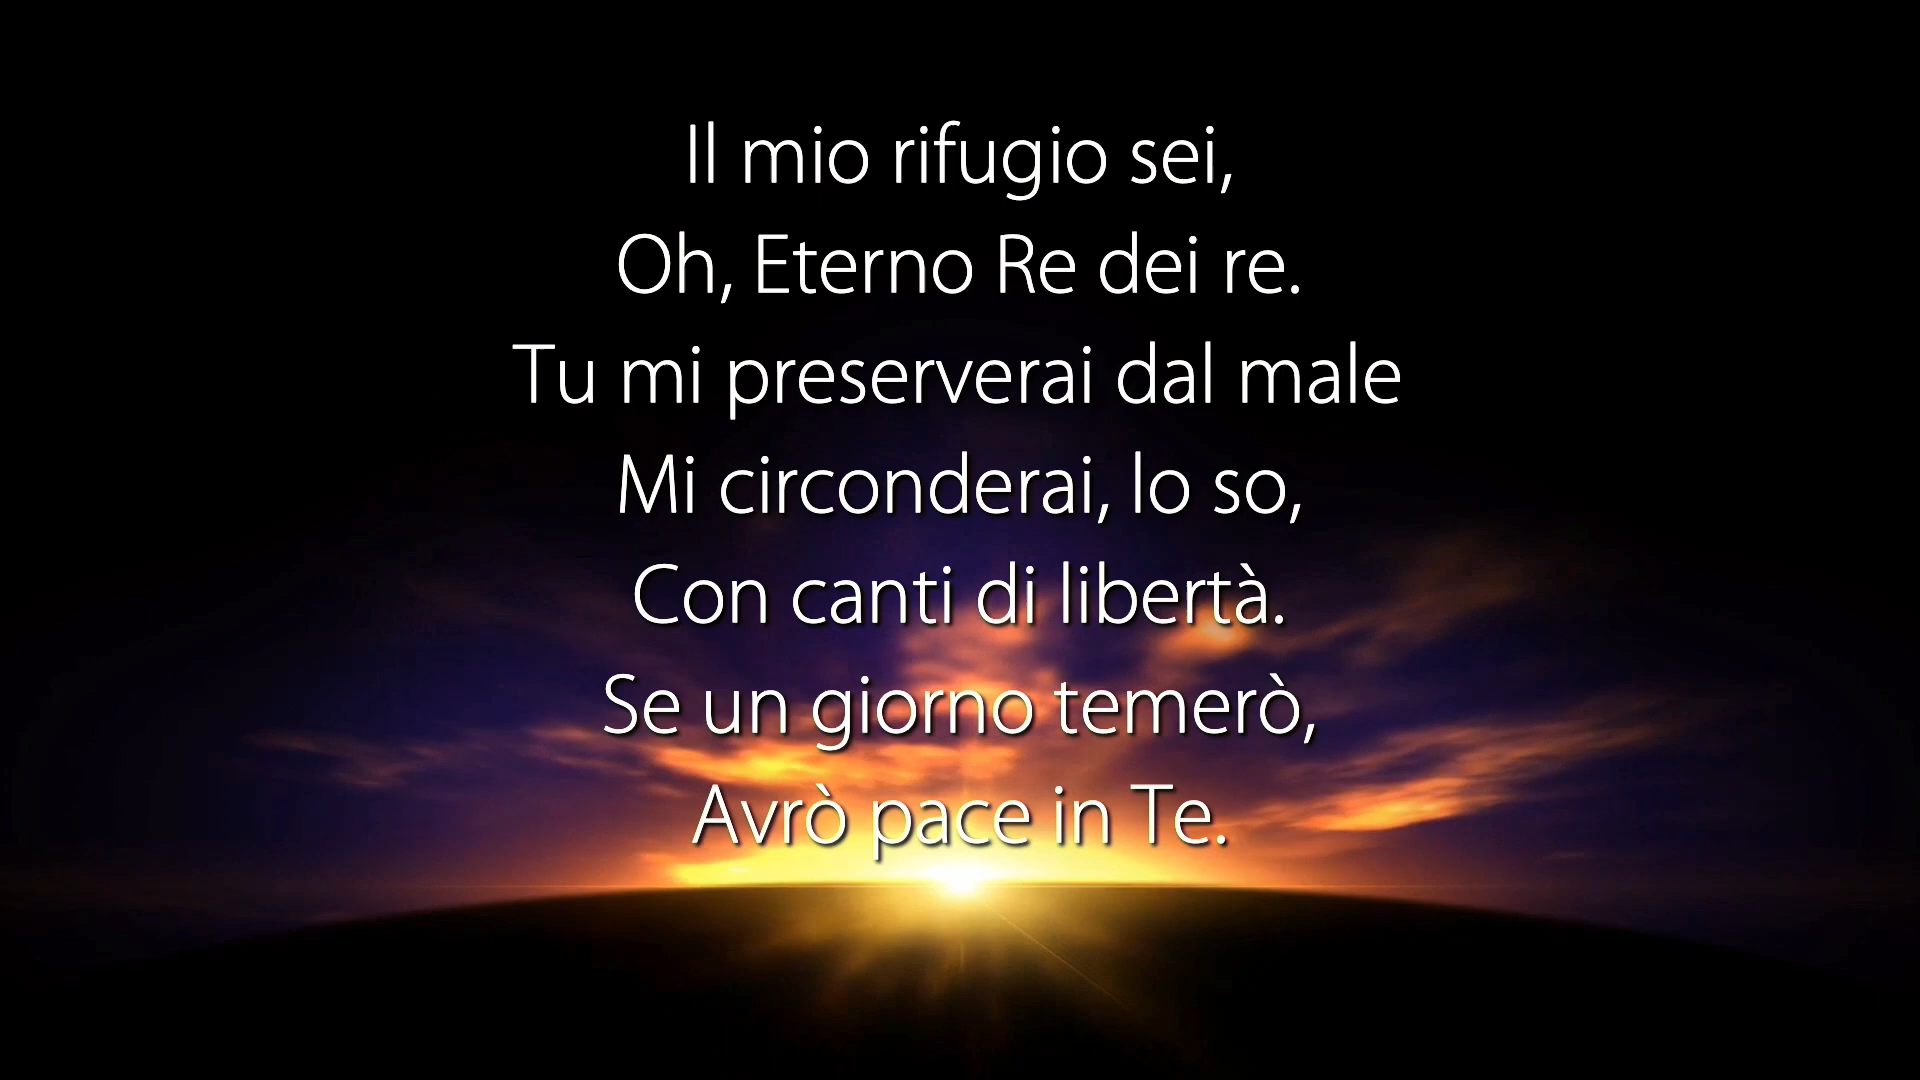 Il mio rifugio sei,
Oh, Eterno Re dei re.
Tu mi preserverai dal male
Mi circonderai, lo so,
Con canti di libertà.
Se un giorno temerò,
Avrò pace in Te.